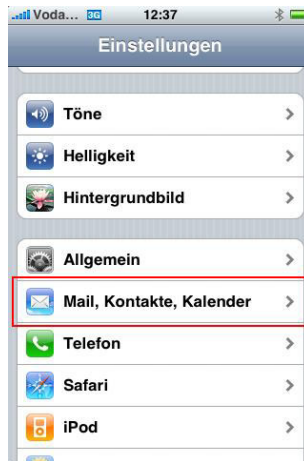 Voda... 3G 12:37
Einstellungen
Töne
Helligkeit
Hintergrundbild
Allgemein
Mail, Kontakte, Kalender
Telefon
Safari
iPod